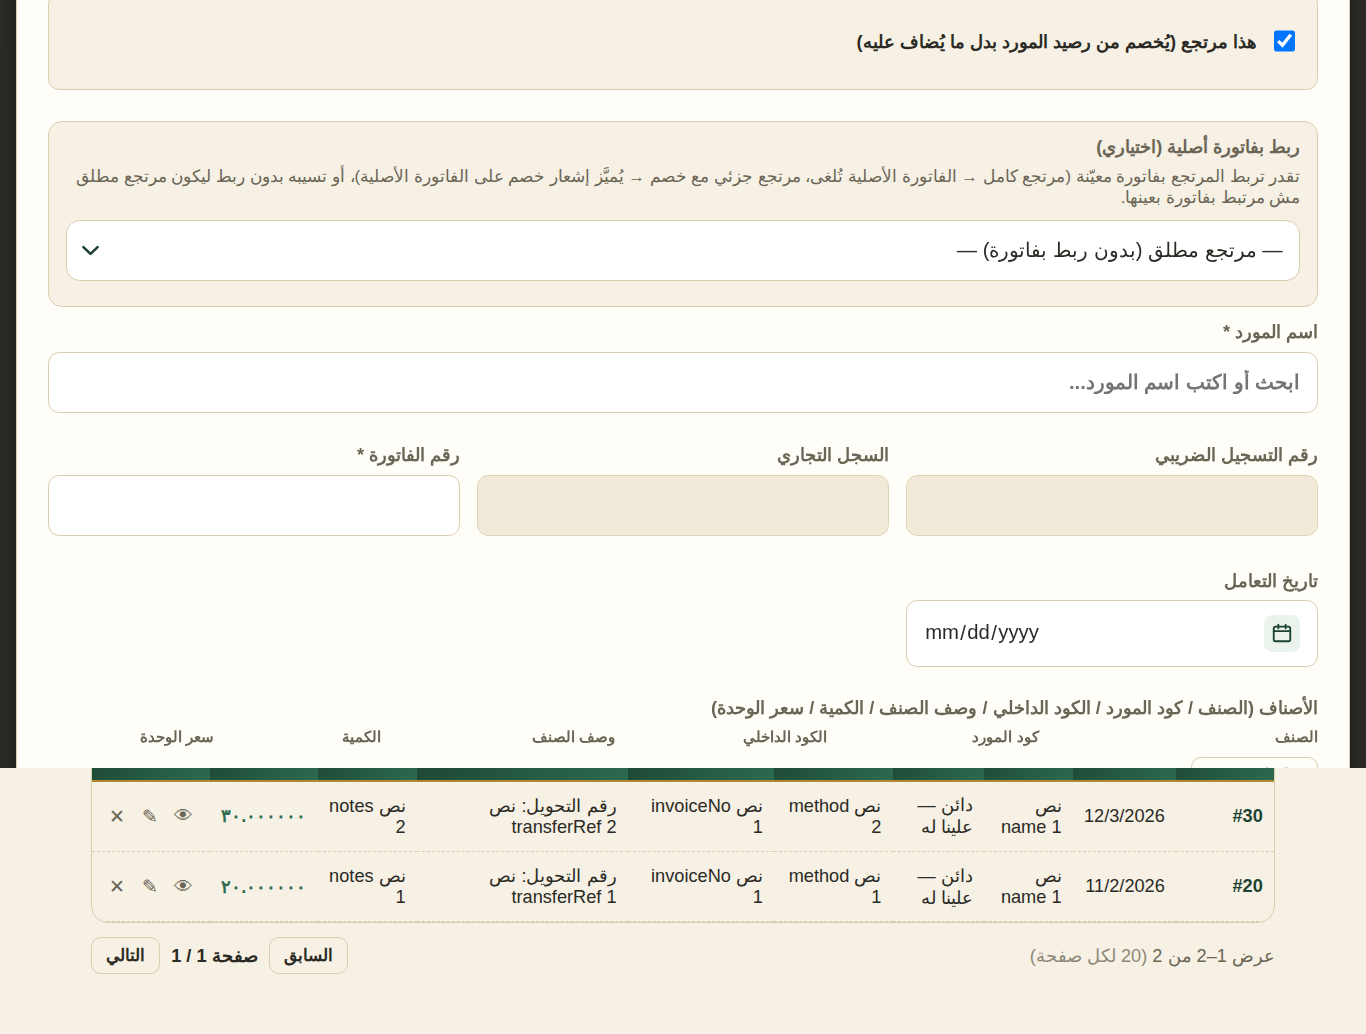 هذا مرتجع (يُخصم من رصيد المورد بدل ما يُضاف عليه)
ربط بفاتورة أصلية (اختياري)
تقدر تربط المرتجع بفاتورة معيّنة (مرتجع كامل → الفاتورة الأصلية تُلغى، مرتجع جزئي مع خصم → يُميَّز إشعار خصم على الفاتورة الأصلية)، أو تسيبه بدون ربط ليكون مرتجع مطلق
مش مرتبط بفاتورة بعينها.
— مرتجع مطلق (بدون ربط بفاتورة) —
اسم المورد *
ابحث أو اكتب اسم المورد...
رقم التسجيل الضريبي السجل التجاري رقم الفاتورة *
تاريخ التعامل
mm/dd/yyyy
الأصناف (الصنف / كود المورد / الكود الداخلي / وصف الصنف / الكمية / سعر الوحدة)
الصنف كود المورد الكود الداخلي وصف الصنف الكمية سعر الوحدة
#30 12/3/2026 نص name 1 دائن — علينا له نص method 2 نص invoiceNo 1 رقم التحويل: نص transferRef 2 نص notes 2 ٣٠.٠٠٠٠٠٠
#20 11/2/2026 نص name 1 دائن — علينا له نص method 1 نص invoiceNo 1 رقم التحويل: نص transferRef 1 نص notes 1 ٢٠.٠٠٠٠٠٠
عرض 1–2 من 2 (20 لكل صفحة) السابق صفحة 1 / 1 التالي